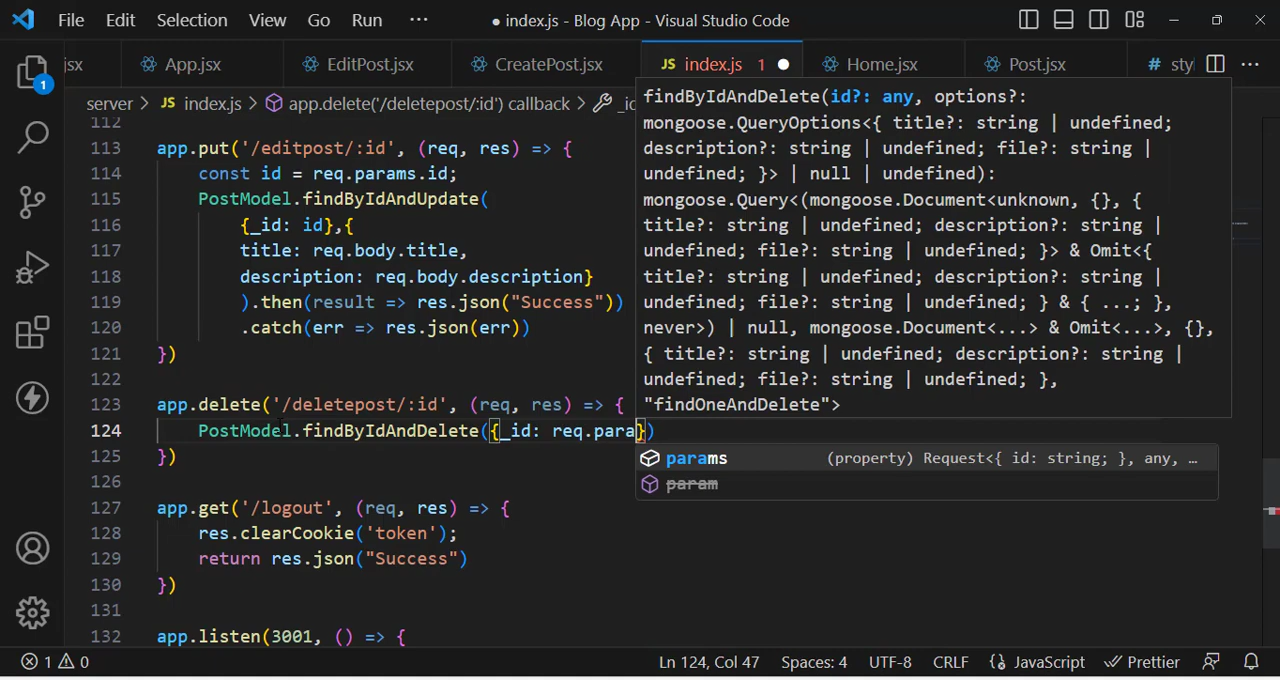 File Edit Selection View Go Run ··· ● index.js - Blog App - Visual Studio Code
jsx App.jsx EditPost.jsx CreatePost.jsx JS index.js 1 ● Home.jsx Post.jsx # sty ···
1
server > JS index.js > app.delete('/deletepost/:id') callback > _id
112
113 app.put('/editpost/:id', (req, res) => {
114 const id = req.params.id;
115 PostModel.findByIdAndUpdate(
116 {_id: id},{
117 title: req.body.title,
118 description: req.body.description}
119 ).then(result => res.json("Success"))
120 .catch(err => res.json(err))
121 })
122
123 app.delete('/deletepost/:id', (req, res) => {
124 PostModel.findByIdAndDelete({_id: req.para})
125 })
126
127 app.get('/logout', (req, res) => {
128 res.clearCookie('token');
129 return res.json("Success")
130 })
131
132 app.listen(3001, () => {
findByIdAndDelete(id?: any, options?:
mongoose.QueryOptions<{ title?: string | undefined;
description?: string | undefined; file?: string |
undefined; }> | null | undefined):
mongoose.Query<(mongoose.Document<unknown, {}, {
title?: string | undefined; description?: string |
undefined; file?: string | undefined; }> & Omit<{
title?: string | undefined; description?: string |
undefined; file?: string | undefined; } & { ...; },
never>) | null, mongoose.Document<...> & Omit<...>, {},
{ title?: string | undefined; description?: string |
undefined; file?: string | undefined; },
"findOneAndDelete">
params (property) Request<{ id: string; }, any, …
param
1 0 Ln 124, Col 47 Spaces: 4 UTF-8 CRLF {} JavaScript Prettier